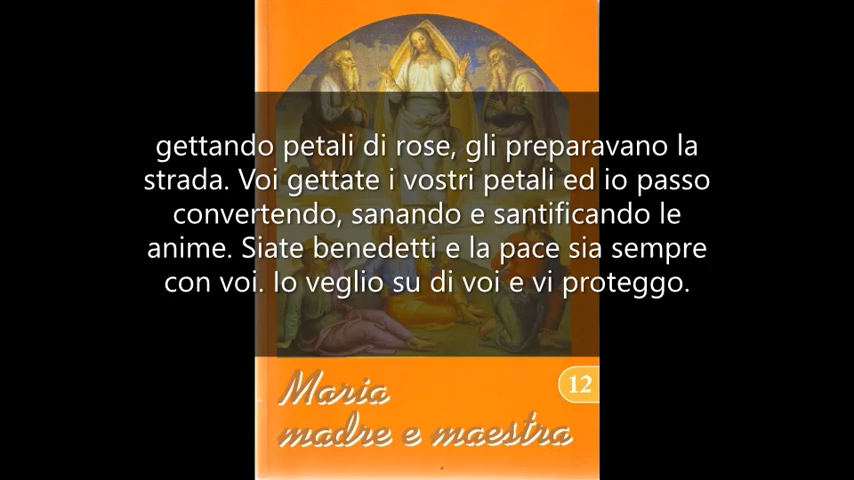 gettando petali di rose, gli preparavano la
strada. Voi gettate i vostri petali ed io passo
convertendo, sanando e santificando le
anime. Siate benedetti e la pace sia sempre
con voi. Io veglio su di voi e vi proteggo.
12
Maria
madre e maestra